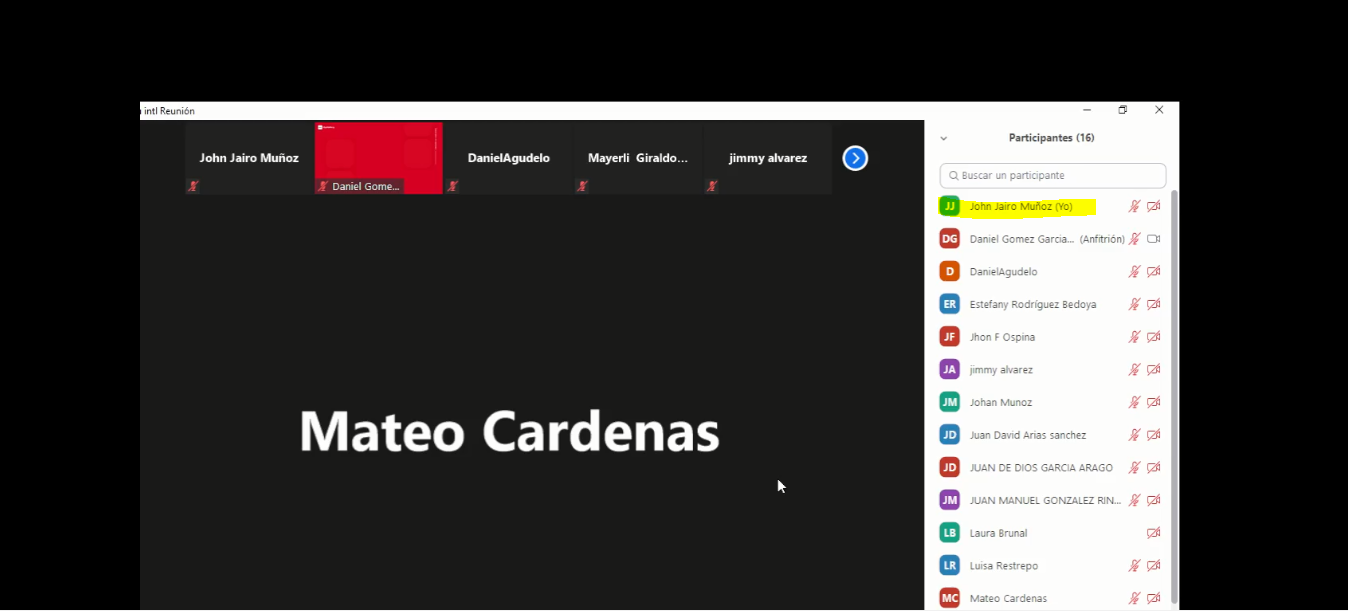 intl Reunión
John Jairo Muñoz
Daniel Gome...
DanielAgudelo
Mayerli Giraldo...
jimmy alvarez
Mateo Cardenas
Participantes (16)
Buscar un participante
JJ John Jairo Muñoz (Yo)
DG Daniel Gomez Garcia... (Anfitrión)
D DanielAgudelo
ER Estefany Rodríguez Bedoya
JF Jhon F Ospina
JA jimmy alvarez
JM Johan Munoz
JD Juan David Arias sanchez
JD JUAN DE DIOS GARCIA ARAGO
JM JUAN MANUEL GONZALEZ RIN...
LB Laura Brunal
LR Luisa Restrepo
MC Mateo Cardenas